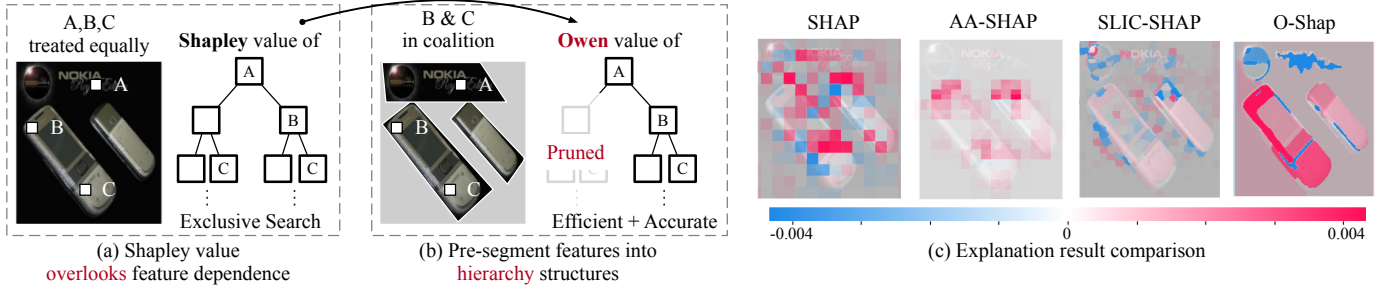 A,B,C
treated equally
NOKIA
A
B
C
Shapley value of
A
B
C
C
Exclusive Search
(a) Shapley value
overlooks feature dependence
B & C
in coalition
NOKIA
A
B
C
Owen value of
A
B
Pruned
C
C
Efficient + Accurate
(b) Pre-segment features into
hierarchy structures
SHAP
AA-SHAP
SLIC-SHAP
O-Shap
-0.004
0
0.004
(c) Explanation result comparison